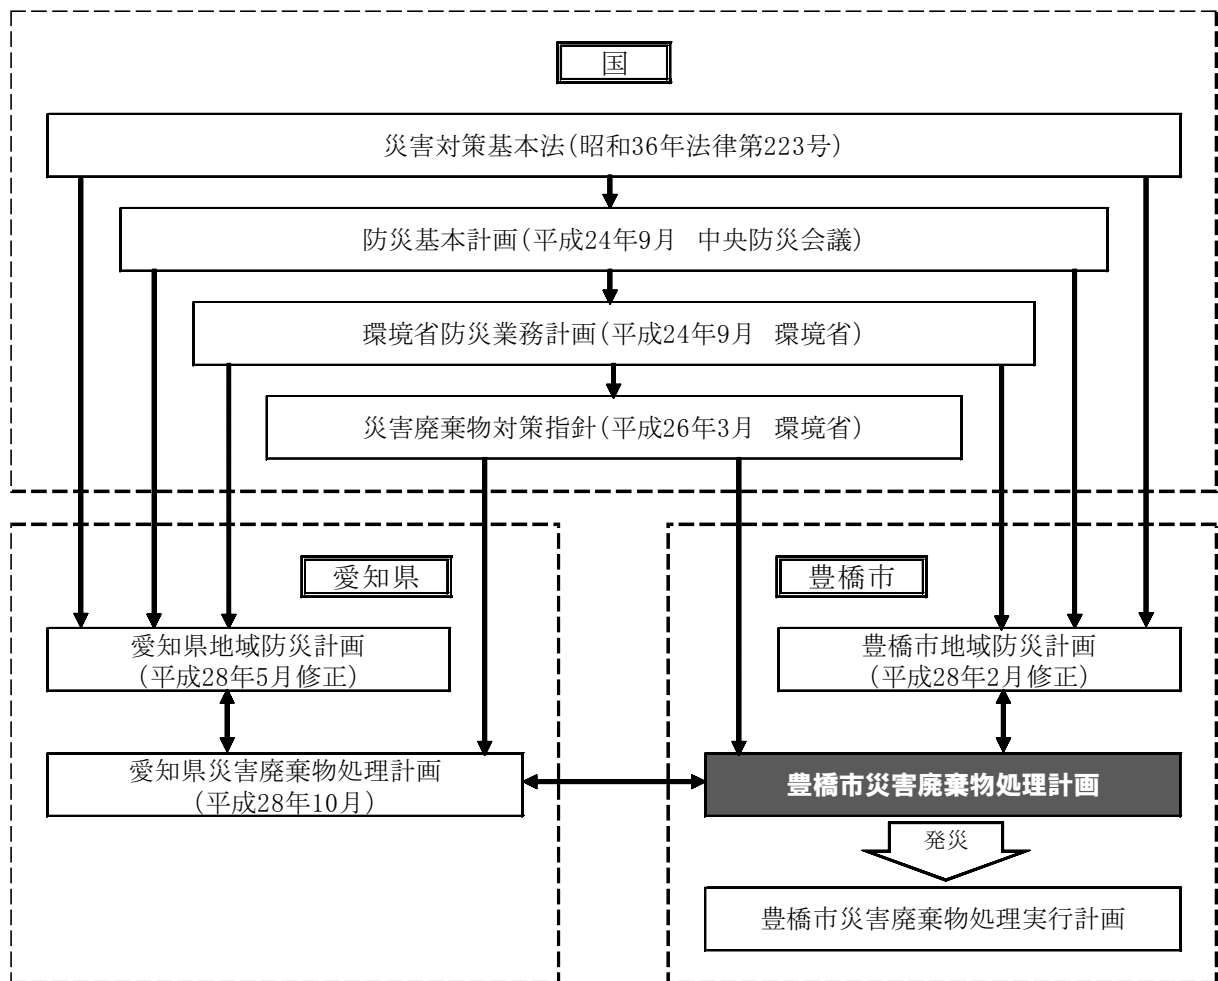 国
災害対策基本法(昭和36年法律第223号)
防災基本計画(平成24年9月　中央防災会議)
環境省防災業務計画(平成24年9月　環境省)
災害廃棄物対策指針(平成26年3月　環境省)
愛知県
愛知県地域防災計画
(平成28年5月修正)
愛知県災害廃棄物処理計画
(平成28年10月)
豊橋市
豊橋市地域防災計画
(平成28年2月修正)
豊橋市災害廃棄物処理計画
発災
豊橋市災害廃棄物処理実行計画